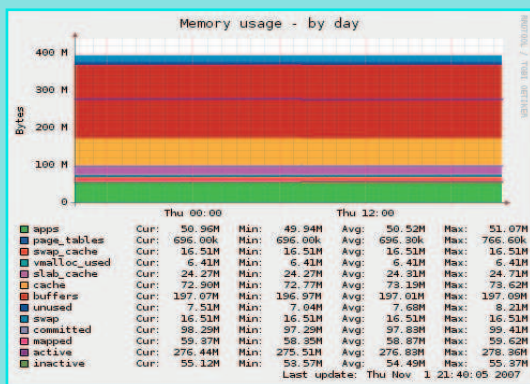 Memory usage - by day
RRDTOOL / TOBI OETIKER
Bytes
400 M
300 M
200 M
100 M
0
Thu 00:00 Thu 12:00
apps Cur: 50.96M Min: 49.94M Avg: 50.52M Max: 51.07M
page_tables Cur: 696.00k Min: 696.00k Avg: 696.30k Max: 766.60k
swap_cache Cur: 16.51M Min: 16.51M Avg: 16.51M Max: 16.51M
vmalloc_used Cur: 6.41M Min: 6.41M Avg: 6.41M Max: 6.41M
slab_cache Cur: 24.27M Min: 24.27M Avg: 24.31M Max: 24.71M
cache Cur: 72.90M Min: 72.77M Avg: 73.19M Max: 73.62M
buffers Cur: 197.07M Min: 196.97M Avg: 197.01M Max: 197.09M
unused Cur: 7.51M Min: 7.04M Avg: 7.68M Max: 8.21M
swap Cur: 16.51M Min: 16.51M Avg: 16.51M Max: 16.51M
committed Cur: 98.29M Min: 97.29M Avg: 97.83M Max: 99.41M
mapped Cur: 59.37M Min: 58.35M Avg: 58.87M Max: 59.62M
active Cur: 276.44M Min: 275.51M Avg: 276.83M Max: 278.36M
inactive Cur: 55.12M Min: 53.57M Avg: 54.49M Max: 55.37M
Last update: Thu Nov 1 21:40:05 2007